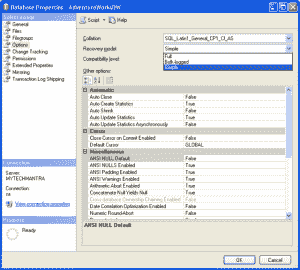 Database Properties - AdventureWorksDW
Select a page
General
Files
Filegroups
Options
Change Tracking
Permissions
Extended Properties
Mirroring
Transaction Log Shipping
Connection
Server:
MYTECHMANTRA
Connection:
sa
View connection properties
Progress
Ready
Script
Help
Collation: SQL_Latin1_General_CP1_CI_AS
Recovery model: Simple
Full
Bulk-logged
Simple
Compatibility level:
Other options:
Automatic
Auto Close False
Auto Create Statistics True
Auto Shrink False
Auto Update Statistics True
Auto Update Statistics Asynchronously False
Cursor
Close Cursor on Commit Enabled False
Default Cursor GLOBAL
Miscellaneous
ANSI NULL Default False
ANSI NULLS Enabled True
ANSI Padding Enabled True
ANSI Warnings Enabled True
Arithmetic Abort Enabled True
Concatenate Null Yields Null True
Cross-database Ownership Chaining Enabled False
Date Correlation Optimization Enabled False
Numeric Round-Abort False
ANSI NULL Default
OK
Cancel